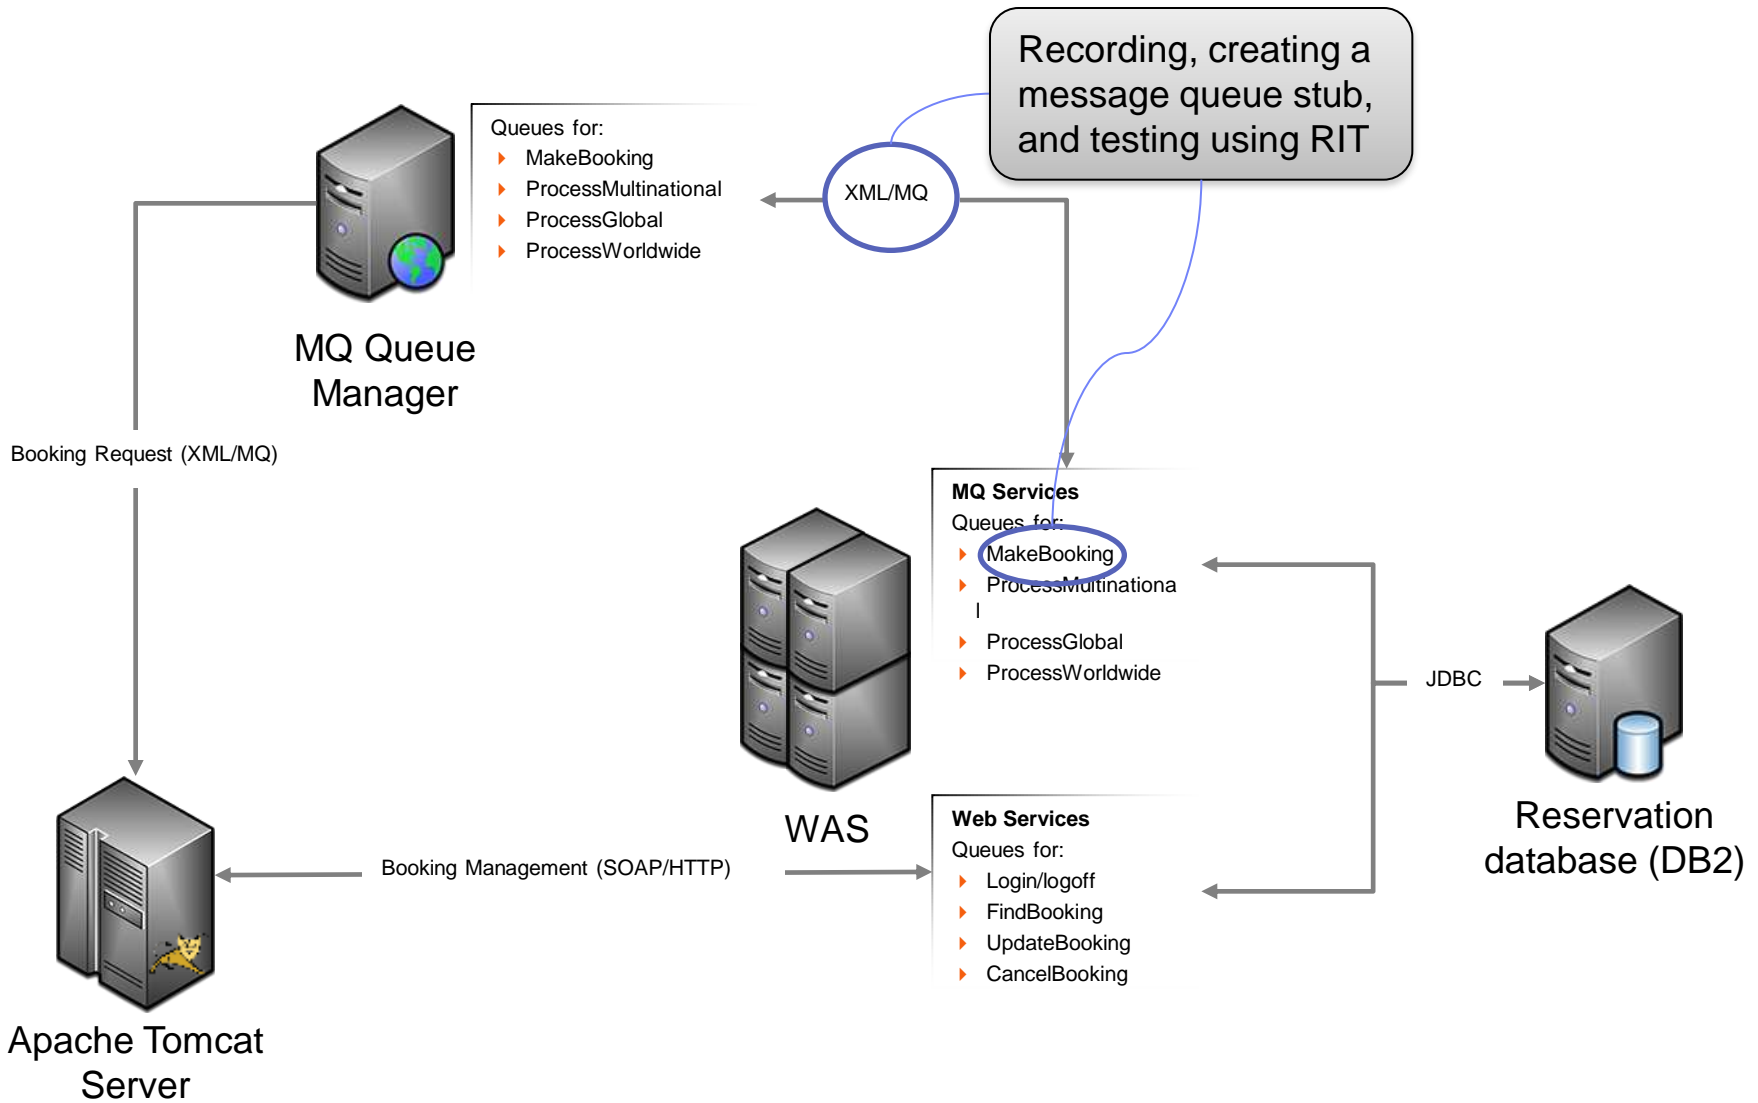 Recording, creating a
message queue stub,
and testing using RIT
Queues for:
MakeBooking
ProcessMultinational
ProcessGlobal
ProcessWorldwide
XML/MQ
MQ Queue
Manager
Booking Request (XML/MQ)
MQ Services
Queues for:
MakeBooking
ProcessMultinationa
l
ProcessGlobal
ProcessWorldwide
JDBC
WAS
Reservation
database (DB2)
Web Services
Queues for:
Login/logoff
FindBooking
UpdateBooking
CancelBooking
Booking Management (SOAP/HTTP)
Apache Tomcat
Server